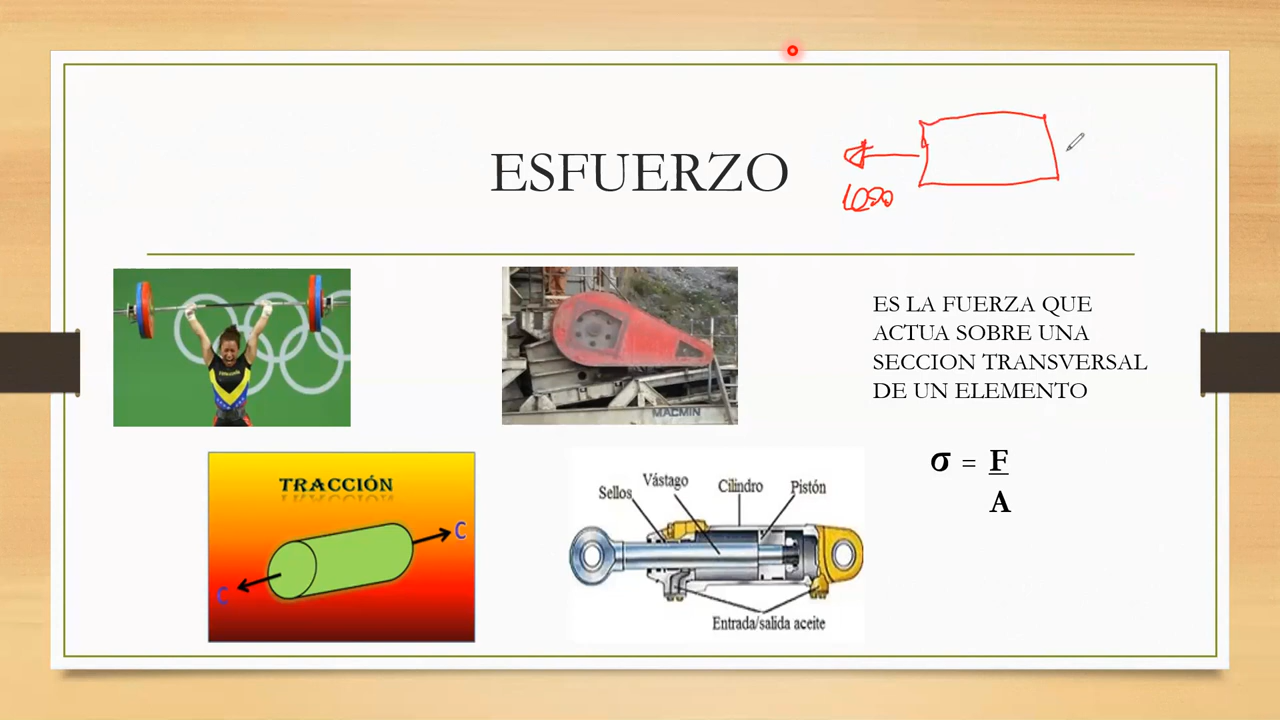 ESFUERZO
1000
MACMIN
ES LA FUERZA QUE
ACTUA SOBRE UNA
SECCION TRANSVERSAL
DE UN ELEMENTO
TRACCIÓN
C
C
Sellos
Vástago
Cilindro
Pistón
Entrada/salida aceite
σ = F
A